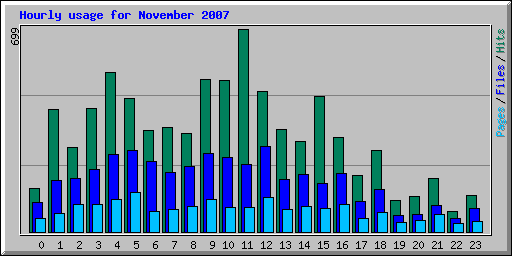 Hourly usage for November 2007
699
Pages / Files / Hits
0 1 2 3 4 5 6 7 8 9 10 11 12 13 14 15 16 17 18 19 20 21 22 23